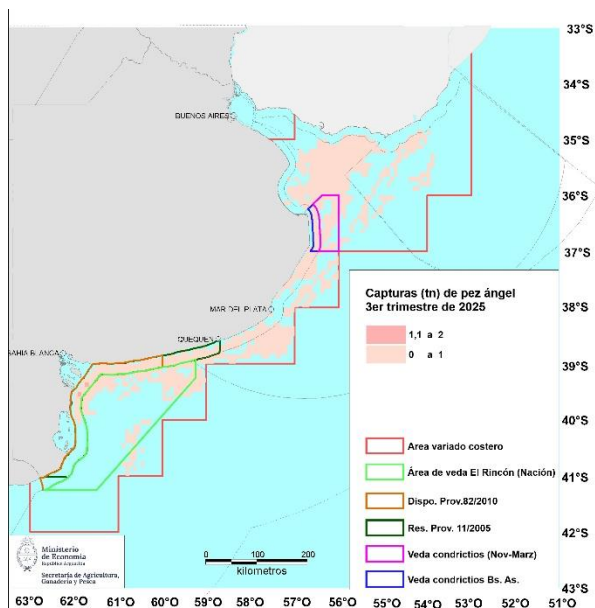 33°S
34°S
BUENOS AIRES
35°S
36°S
37°S
Capturas (tn) de pez ángel
3er trimestre de 2025
1,1 a 2
0 a 1
MAR DEL PLATA
38°S
QUEQUEN
BAHIA BLANCA
39°S
40°S
Area variado costero
Área de veda El Rincón (Nación)
41°S
Dispo. Prov.82/2010
Res. Prov. 11/2005
42°S
Veda condrictios (Nov-Marz)
Veda condrictios Bs. As.
Ministerio
de Economía
República Argentina
Secretaría de Agricultura,
Ganadería y Pesca
0 100 200
kilometros
43°S
63°O 62°O 61°O 60°O 59°O 58°O 57°O 56°O 55°O 54°O 53°O 52°O 51°O